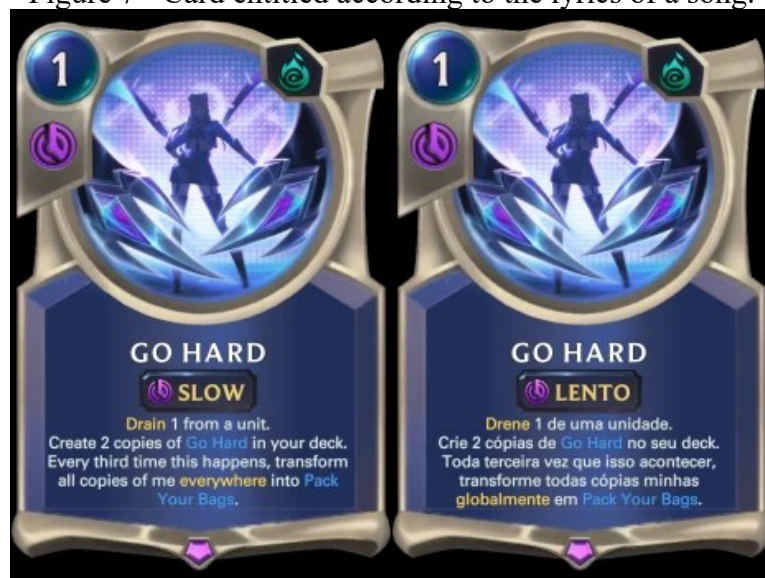 Figure 7 – Card entitled according to the lyrics of a song.
1
GO HARD
SLOW
Drain 1 from a unit.
Create 2 copies of Go Hard in your deck.
Every third time this happens, transform
all copies of me everywhere into Pack
Your Bags.
1
GO HARD
LENTO
Drene 1 de uma unidade.
Crie 2 cópias de Go Hard no seu deck.
Toda terceira vez que isso acontecer,
transforme todas cópias minhas
globalmente em Pack Your Bags.